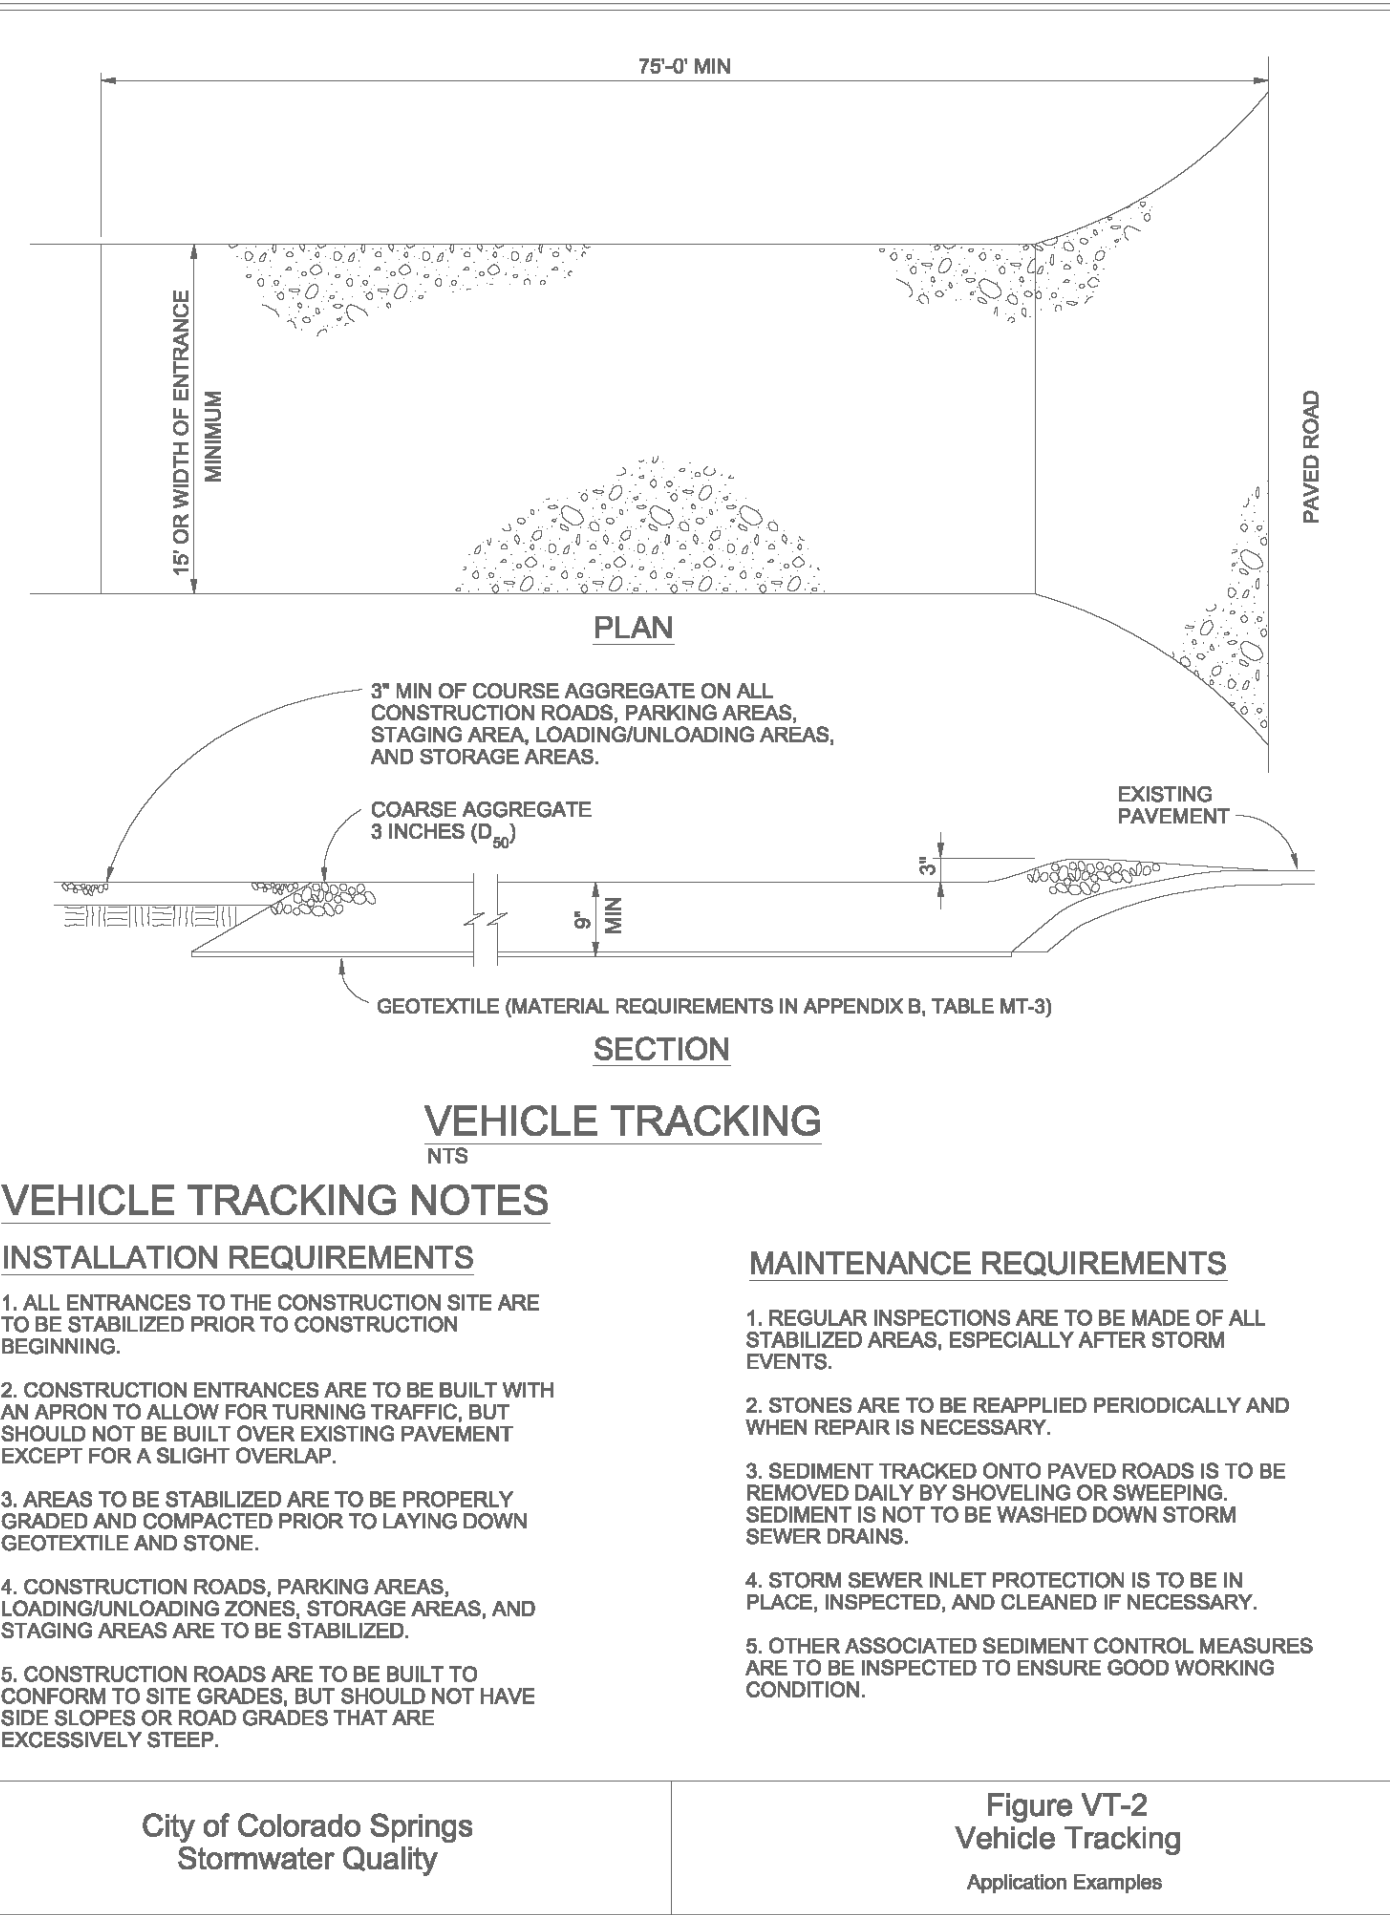 75'-0' MIN
15' OR WIDTH OF ENTRANCE
MINIMUM
PAVED ROAD
PLAN
3" MIN OF COURSE AGGREGATE ON ALL
CONSTRUCTION ROADS, PARKING AREAS,
STAGING AREA, LOADING/UNLOADING AREAS,
AND STORAGE AREAS.
COARSE AGGREGATE
3 INCHES (D50)
EXISTING
PAVEMENT
3"
9"
MIN
GEOTEXTILE (MATERIAL REQUIREMENTS IN APPENDIX B, TABLE MT-3)
SECTION
VEHICLE TRACKING
NTS
VEHICLE TRACKING NOTES
INSTALLATION REQUIREMENTS
1. ALL ENTRANCES TO THE CONSTRUCTION SITE ARE
TO BE STABILIZED PRIOR TO CONSTRUCTION
BEGINNING.
2. CONSTRUCTION ENTRANCES ARE TO BE BUILT WITH
AN APRON TO ALLOW FOR TURNING TRAFFIC, BUT
SHOULD NOT BE BUILT OVER EXISTING PAVEMENT
EXCEPT FOR A SLIGHT OVERLAP.
3. AREAS TO BE STABILIZED ARE TO BE PROPERLY
GRADED AND COMPACTED PRIOR TO LAYING DOWN
GEOTEXTILE AND STONE.
4. CONSTRUCTION ROADS, PARKING AREAS,
LOADING/UNLOADING ZONES, STORAGE AREAS, AND
STAGING AREAS ARE TO BE STABILIZED.
5. CONSTRUCTION ROADS ARE TO BE BUILT TO
CONFORM TO SITE GRADES, BUT SHOULD NOT HAVE
SIDE SLOPES OR ROAD GRADES THAT ARE
EXCESSIVELY STEEP.
MAINTENANCE REQUIREMENTS
1. REGULAR INSPECTIONS ARE TO BE MADE OF ALL
STABILIZED AREAS, ESPECIALLY AFTER STORM
EVENTS.
2. STONES ARE TO BE REAPPLIED PERIODICALLY AND
WHEN REPAIR IS NECESSARY.
3. SEDIMENT TRACKED ONTO PAVED ROADS IS TO BE
REMOVED DAILY BY SHOVELING OR SWEEPING.
SEDIMENT IS NOT TO BE WASHED DOWN STORM
SEWER DRAINS.
4. STORM SEWER INLET PROTECTION IS TO BE IN
PLACE, INSPECTED, AND CLEANED IF NECESSARY.
5. OTHER ASSOCIATED SEDIMENT CONTROL MEASURES
ARE TO BE INSPECTED TO ENSURE GOOD WORKING
CONDITION.
City of Colorado Springs
Stormwater Quality
Figure VT-2
Vehicle Tracking
Application Examples